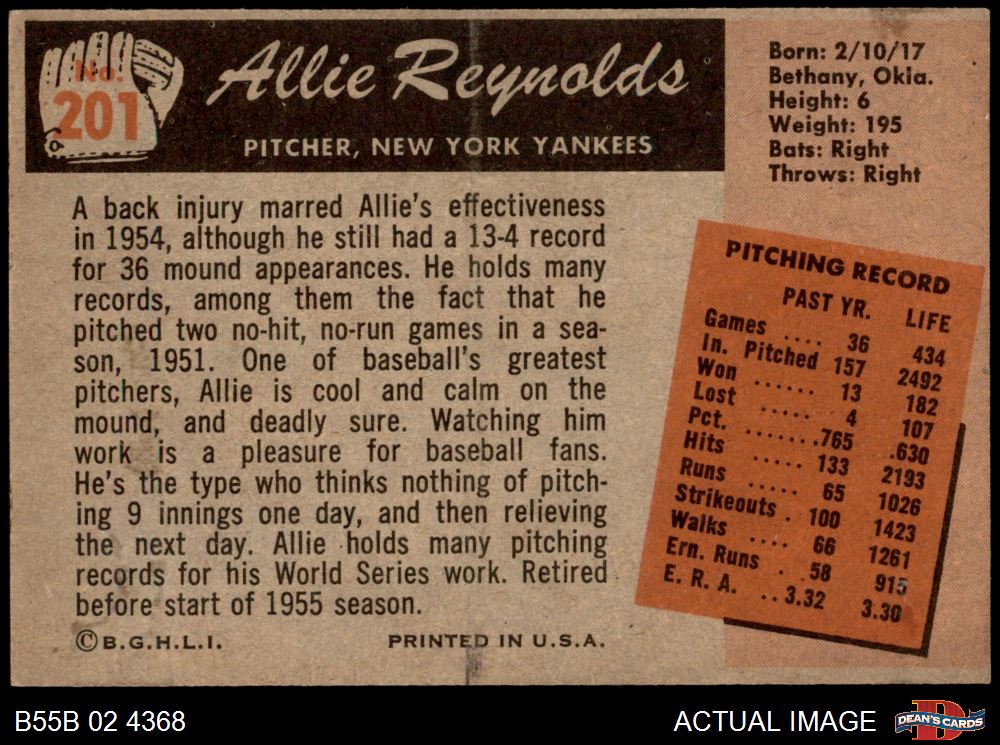 No.
201
Allie Reynolds
PITCHER, NEW YORK YANKEES
Born: 2/10/17
Bethany, Okla.
Height: 6
Weight: 195
Bats: Right
Throws: Right
A back injury marred Allie's effectiveness
in 1954, although he still had a 13-4 record
for 36 mound appearances. He holds many
records, among them the fact that he
pitched two no-hit, no-run games in a sea-
son, 1951. One of baseball's greatest
pitchers, Allie is cool and calm on the
mound, and deadly sure. Watching him
work is a pleasure for baseball fans.
He's the type who thinks nothing of pitch-
ing 9 innings one day, and then relieving
the next day. Allie holds many pitching
records for his World Series work. Retired
before start of 1955 season.
©B.G.H.L.I. PRINTED IN U.S.A.
PITCHING RECORD
PAST YR. LIFE
Games .... 36 434
In. Pitched 157 2492
Won ...... 13 182
Lost ..... 4 107
Pct. .......765 .630
Hits ..... 133 2193
Runs ..... 65 1026
Strikeouts . 100 1423
Walks .... 66 1261
Ern. Runs . .58 915
E. R. A. ..3.32 3.30
B55B 02 4368
ACTUAL IMAGE
D
DEAN'S CARDS